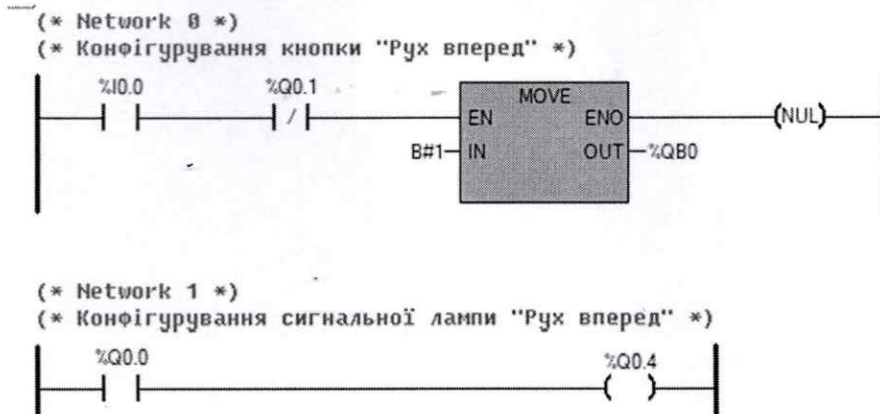 (* Network 0 *)
(* Конфігурування кнопки "Рух вперед" *)
%I0.0 %Q0.1
MOVE
EN ENO (NUL)
B#1 IN OUT %QB0
(* Network 1 *)
(* Конфігурування сигнальної лампи "Рух вперед" *)
%Q0.0 %Q0.4